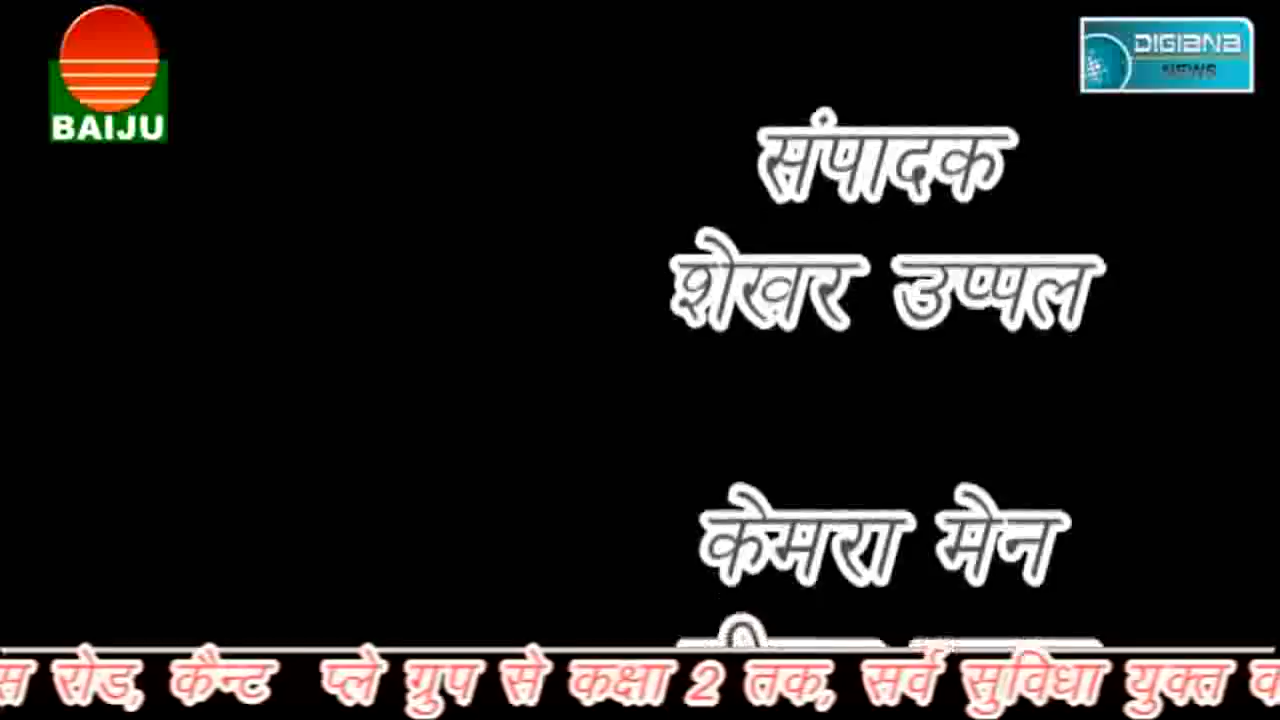 BAIJU
DIGIANA
NEWS
संपादक
शेखर उप्पल
केमरा मेन
रोड, कैन्ट प्ले ग्रुप से कक्षा 2 तक, सर्व सुविधा युक्त